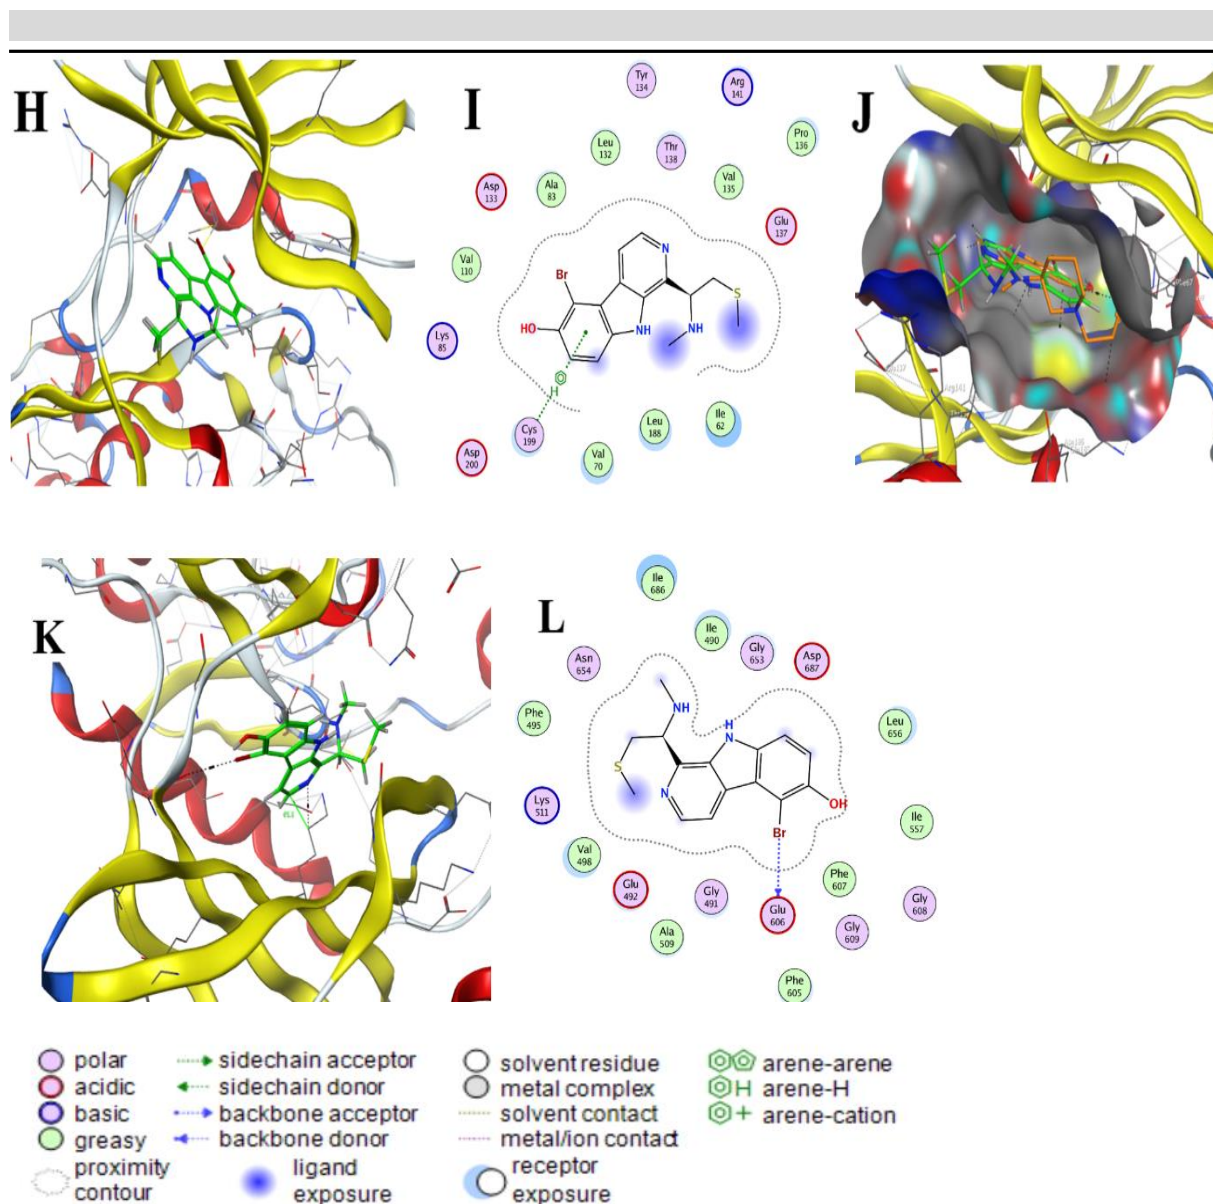 H
I
J
Tyr
134
Arg
141
Leu
132
Thr
138
Pro
136
Asp
133
Ala
83
Val
135
Glu
137
Val
110
Br
N
S
HO
NH
NH
Lys
85
H
Cys
199
Leu
188
Ile
62
Asp
200
Val
70
K
L
Ile
686
Ile
490
Gly
653
Asp
687
Asn
654
NH
H
N
Phe
495
Leu
656
S
N
OH
Lys
511
Br
Ile
557
Val
498
Glu
492
Gly
491
Phe
607
Gly
608
Glu
606
Gly
609
Ala
509
Phe
605
polar sidechain acceptor solvent residue arene-arene
acidic sidechain donor metal complex H arene-H
basic backbone acceptor solvent contact + arene-cation
greasy backbone donor metal/ion contact
proximity ligand receptor
contour exposure exposure